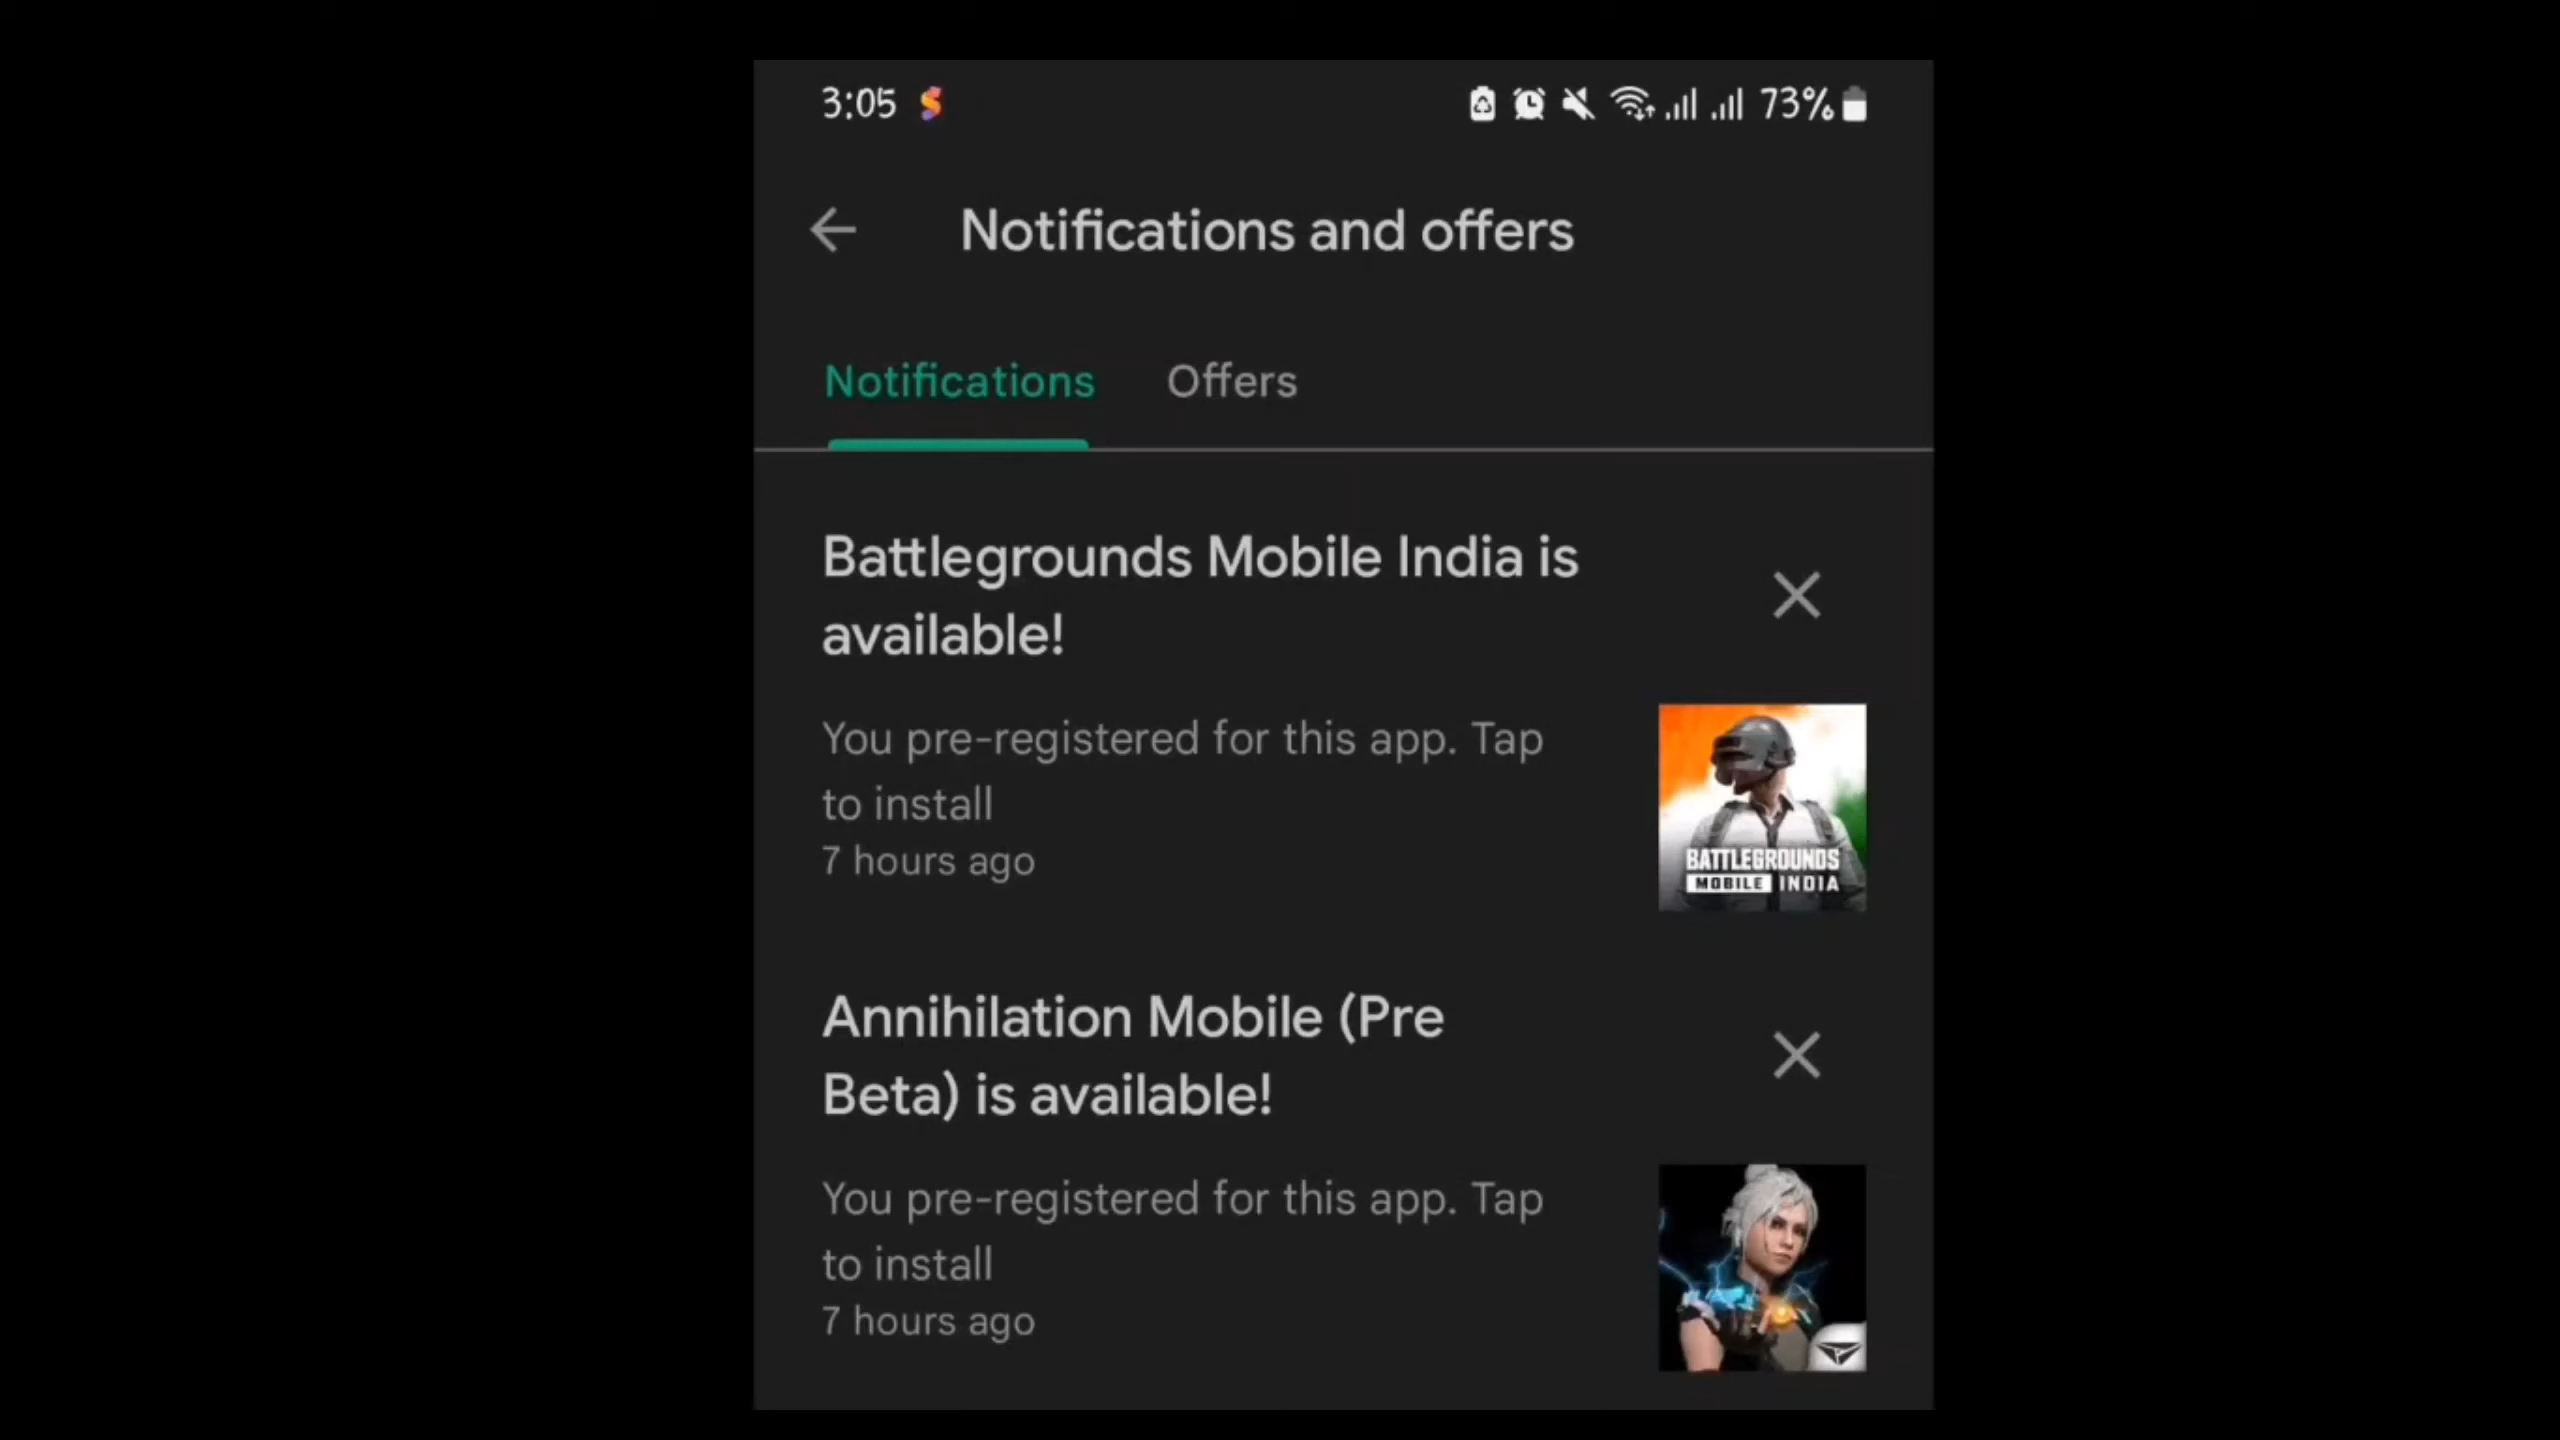 3:05 73%
Notifications and offers
Notifications Offers
Battlegrounds Mobile India is
available!
You pre-registered for this app. Tap
to install
7 hours ago
BATTLEGROUNDS
MOBILE INDIA
Annihilation Mobile (Pre
Beta) is available!
You pre-registered for this app. Tap
to install
7 hours ago